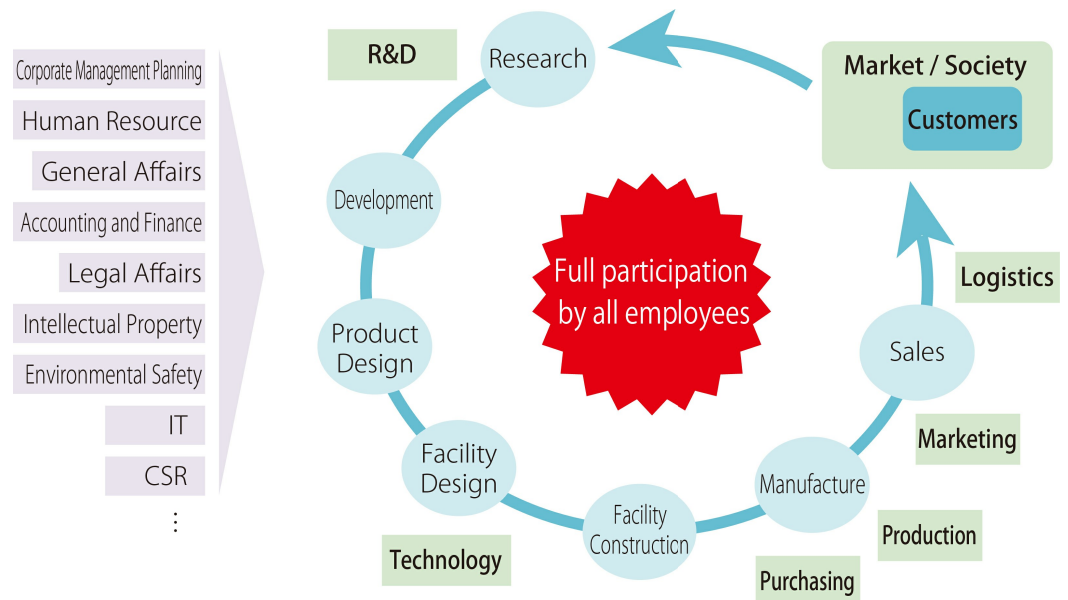 Corporate Management Planning
Human Resource
General Affairs
Accounting and Finance
Legal Affairs
Intellectual Property
Environmental Safety
IT
CSR
⋮
R&D
Research
Development
Product
Design
Facility
Design
Technology
Facility
Construction
Manufacture
Purchasing
Production
Marketing
Sales
Logistics
Market / Society
Customers
Full participation
by all employees